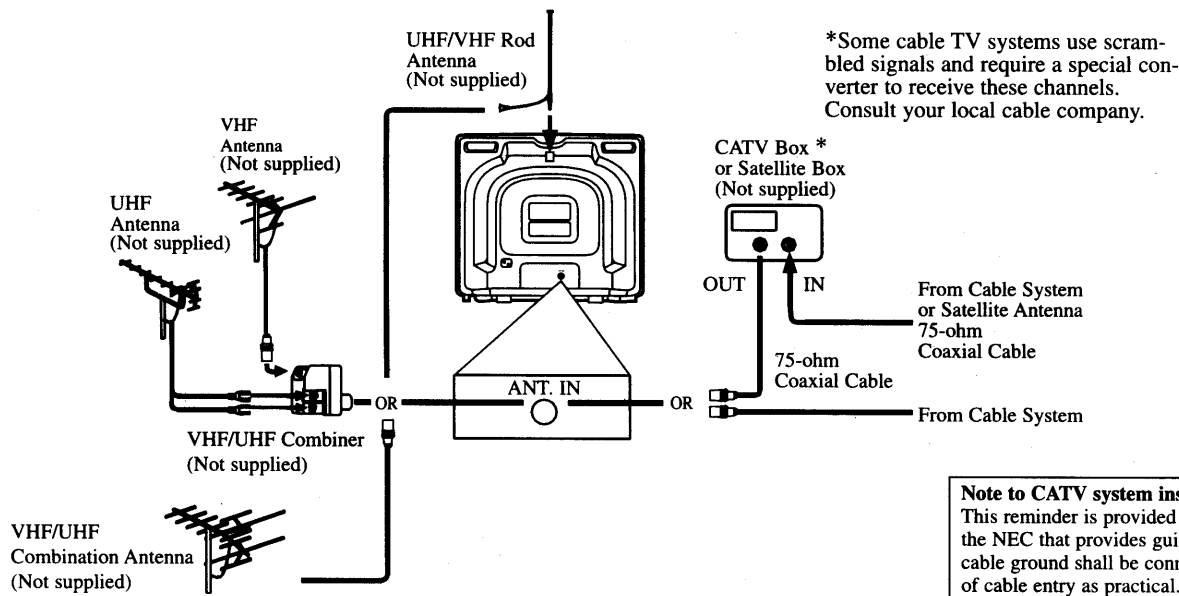 UHF/VHF Rod
Antenna
(Not supplied)
*Some cable TV systems use scram-
bled signals and require a special con-
verter to receive these channels.
Consult your local cable company.
VHF
Antenna
(Not supplied)
CATV Box *
or Satellite Box
(Not supplied)
UHF
Antenna
(Not supplied)
OUT
IN
From Cable System
or Satellite Antenna
75-ohm
Coaxial Cable
75-ohm
Coaxial Cable
OR
ANT. IN
OR
From Cable System
VHF/UHF Combiner
(Not supplied)
VHF/UHF
Combination Antenna
(Not supplied)
Note to CATV system ins
This reminder is provided
the NEC that provides gui
cable ground shall be conn
of cable entry as practical.